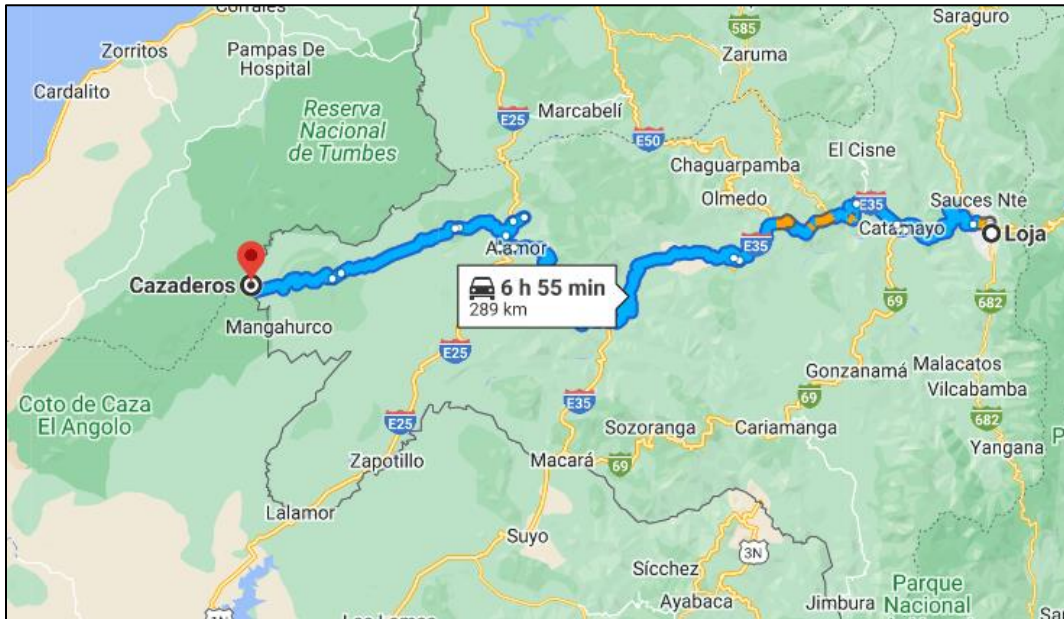 Corrales
Saraguro
Zorritos
Pampas De
Hospital
585
Zaruma
Cardalito
Reserva
Nacional
de Tumbes
E25
Marcabelí
E50
El Cisne
Chaguarpamba
Olmedo
E35
Sauces Nte
Catamayo
Loja
Alamor
E35
Cazaderos
6 h 55 min
289 km
69
682
Mangahurco
E25
Gonzanamá
Malacatos
Vilcabamba
Coto de Caza
El Angolo
E25
E35
69
682
Sozoranga
Cariamanga
Yangana
Zapotillo
Macará
69
Lalamor
Suyo
3N
Sícchez
Parque
Nacional
Ayabaca
Jimbura